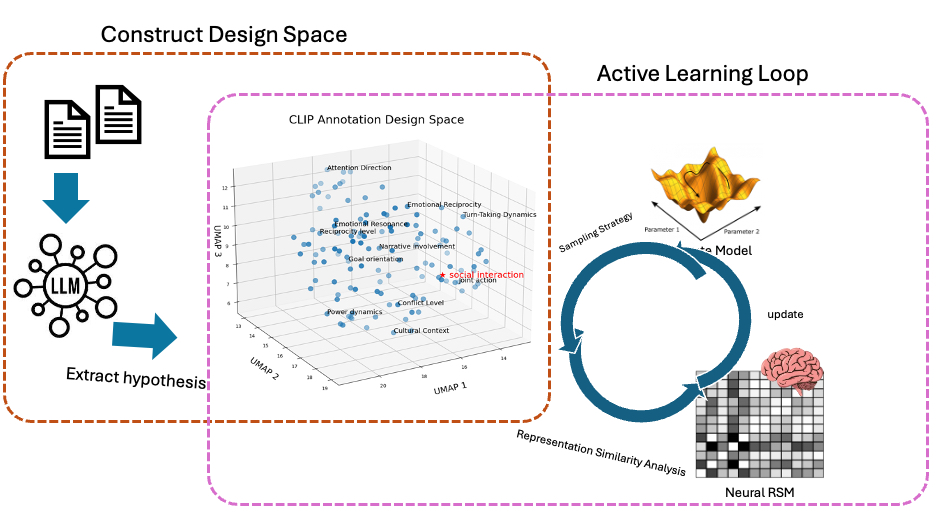 Construct Design Space
Active Learning Loop
CLIP Annotation Design Space
Attention Direction
Emotional Reciprocity
Turn-Taking Dynamics
Emotional Resonance
Reciprocity level
Narrative involvement
Goal orientation
social interaction
Joint action
Conflict Level
Power dynamics
Cultural Context
UMAP 3
12
11
10
9
8
7
6
UMAP 2
13
14
15
16
17
18
19
UMAP 1
20
18
16
14
LLM
Extract hypothesis
Parameter 1
Parameter 2
Sampling Strategy
Model
update
Representation Similarity Analysis
Neural RSM